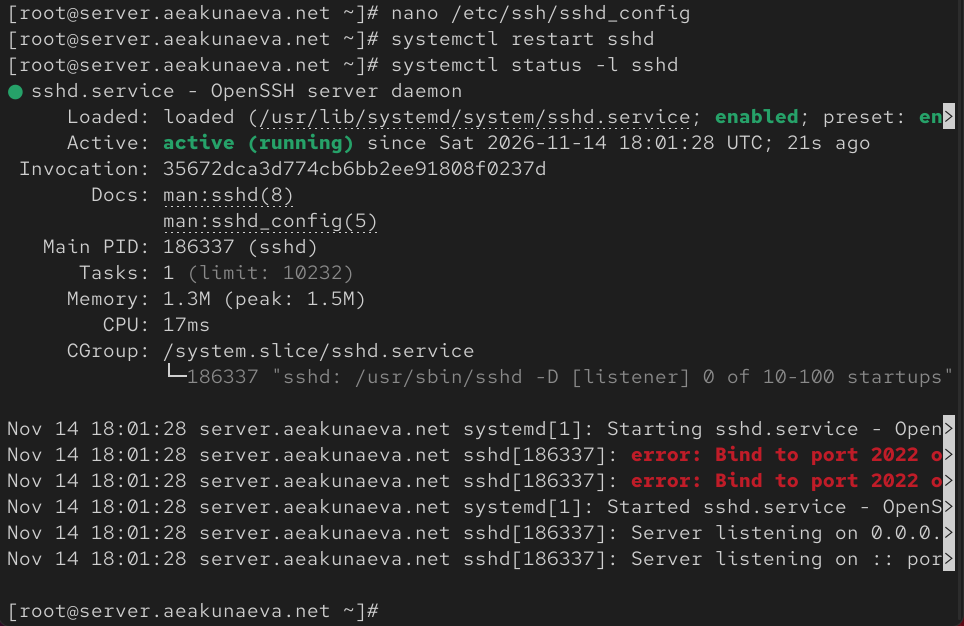 [root@server.aeakunaeva.net ~]# nano /etc/ssh/sshd_config
[root@server.aeakunaeva.net ~]# systemctl restart sshd
[root@server.aeakunaeva.net ~]# systemctl status -l sshd
● sshd.service - OpenSSH server daemon
     Loaded: loaded (/usr/lib/systemd/system/sshd.service; enabled; preset: en>
     Active: active (running) since Sat 2026-11-14 18:01:28 UTC; 21s ago
 Invocation: 35672dca3d774cb6bb2ee91808f0237d
       Docs: man:sshd(8)
             man:sshd_config(5)
   Main PID: 186337 (sshd)
      Tasks: 1 (limit: 10232)
     Memory: 1.3M (peak: 1.5M)
        CPU: 17ms
     CGroup: /system.slice/sshd.service
             └─186337 "sshd: /usr/sbin/sshd -D [listener] 0 of 10-100 startups"
Nov 14 18:01:28 server.aeakunaeva.net systemd[1]: Starting sshd.service - Open>
Nov 14 18:01:28 server.aeakunaeva.net sshd[186337]: error: Bind to port 2022 o>
Nov 14 18:01:28 server.aeakunaeva.net sshd[186337]: error: Bind to port 2022 o>
Nov 14 18:01:28 server.aeakunaeva.net systemd[1]: Started sshd.service - OpenS>
Nov 14 18:01:28 server.aeakunaeva.net sshd[186337]: Server listening on 0.0.0.>
Nov 14 18:01:28 server.aeakunaeva.net sshd[186337]: Server listening on :: por>
[root@server.aeakunaeva.net ~]#